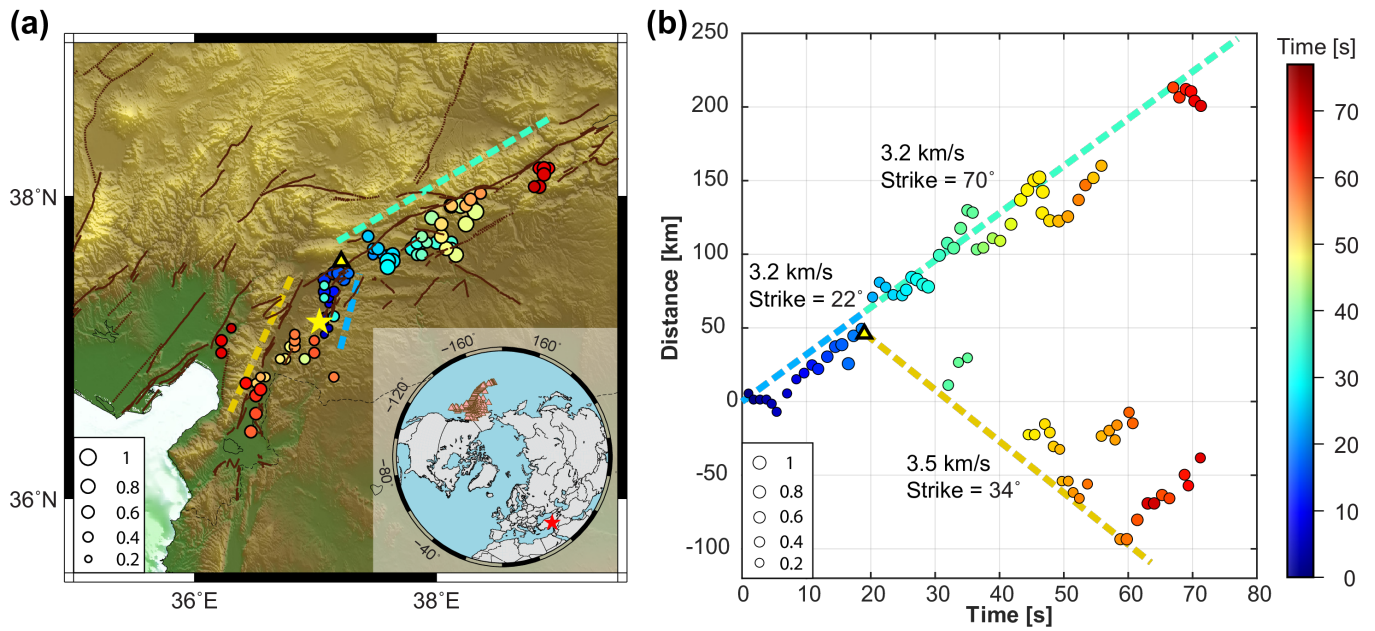 (a)
38°N
36°N
36°E
38°E
1
0.8
0.6
0.4
0.2
−160°
160°
−120°
−80°
−40°
(b)
250
200
150
100
50
0
-50
-100
Distance [km]
0
10
20
30
40
50
60
70
80
Time [s]
3.2 km/s
Strike = 70°
3.2 km/s
Strike = 22°
3.5 km/s
Strike = 34°
1
0.8
0.6
0.4
0.2
Time [s]
70
60
50
40
30
20
10
0